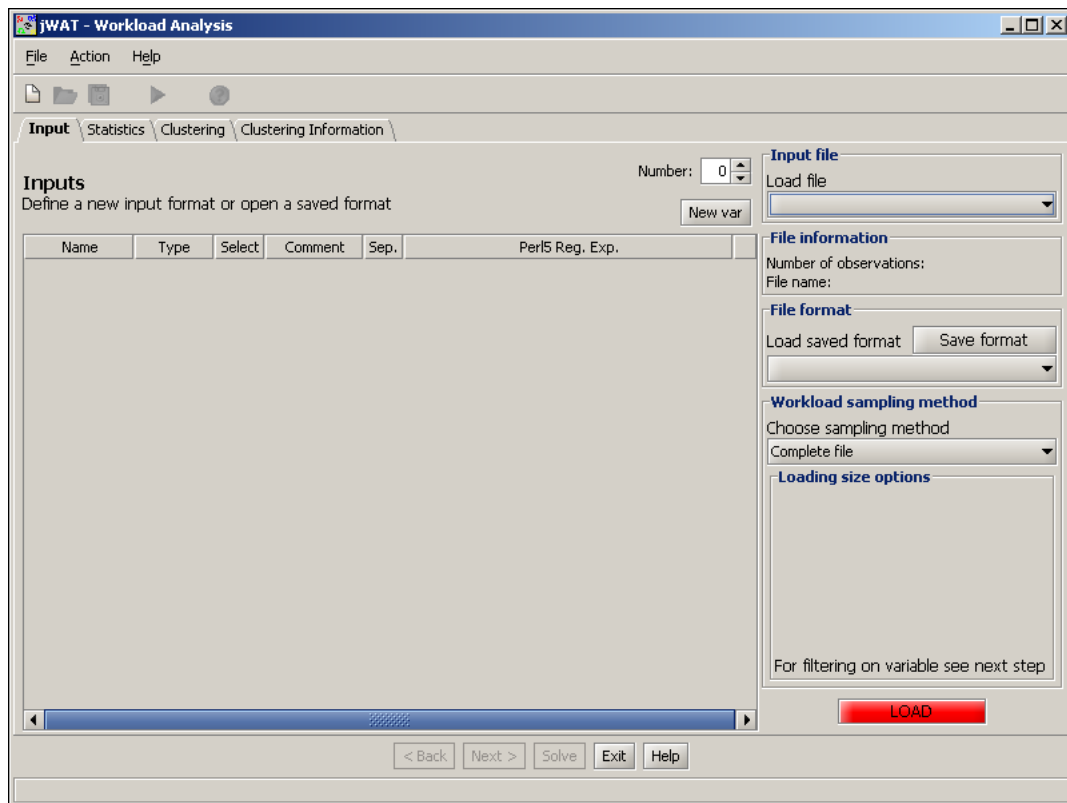 jWAT - Workload Analysis
File Action Help
Input Statistics Clustering Clustering Information
Number: 0
Inputs
Define a new input format or open a saved format
New var
Name Type Select Comment Sep. Perl5 Reg. Exp.
Input file
Load file
File information
Number of observations:
File name:
File format
Load saved format Save format
Workload sampling method
Choose sampling method
Complete file
Loading size options
For filtering on variable see next step
LOAD
< Back Next > Solve Exit Help